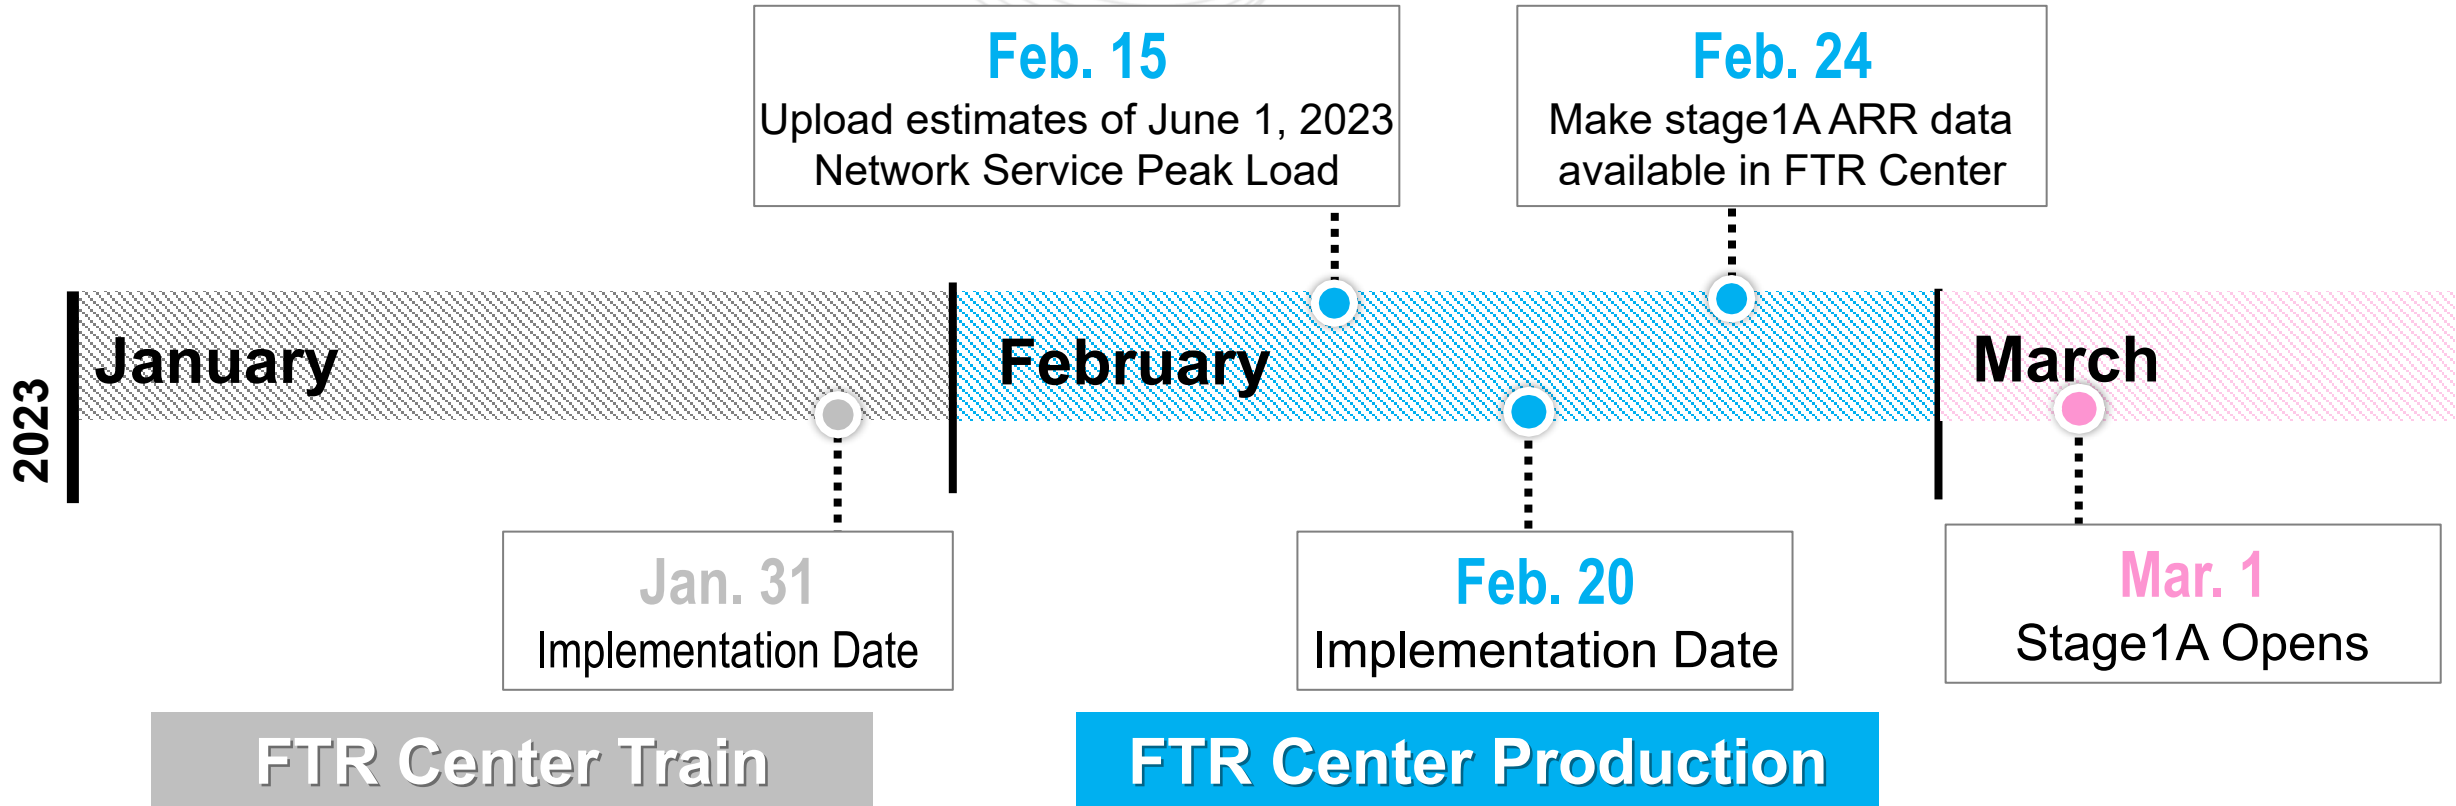 Feb. 15
Upload estimates of June 1, 2023
Network Service Peak Load
Feb. 24
Make stage1A ARR data
available in FTR Center
2023
January
February
March
Jan. 31
Implementation Date
Feb. 20
Implementation Date
Mar. 1
Stage1A Opens
FTR Center Train
FTR Center Production